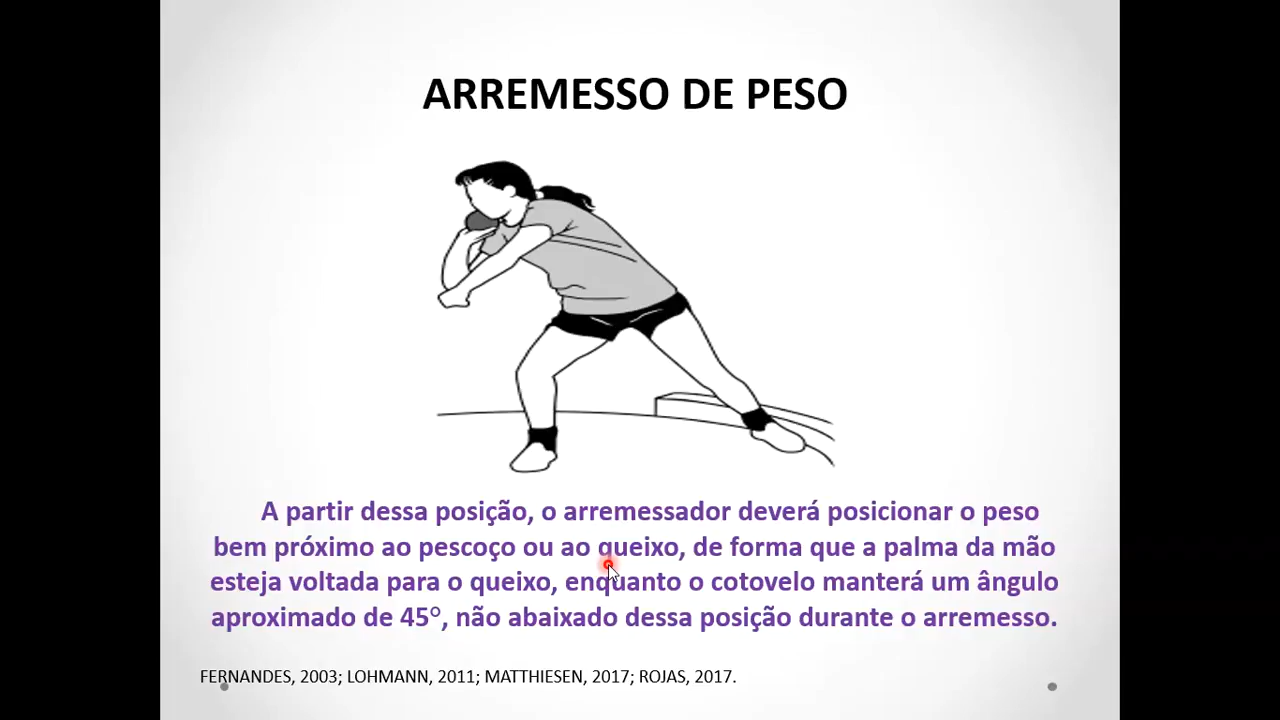 ARREMESSO DE PESO
A partir dessa posição, o arremessador deverá posicionar o peso
bem próximo ao pescoço ou ao queixo, de forma que a palma da mão
esteja voltada para o queixo, enquanto o cotovelo manterá um ângulo
aproximado de 45°, não abaixado dessa posição durante o arremesso.
FERNANDES, 2003; LOHMANN, 2011; MATTHIESEN, 2017; ROJAS, 2017.